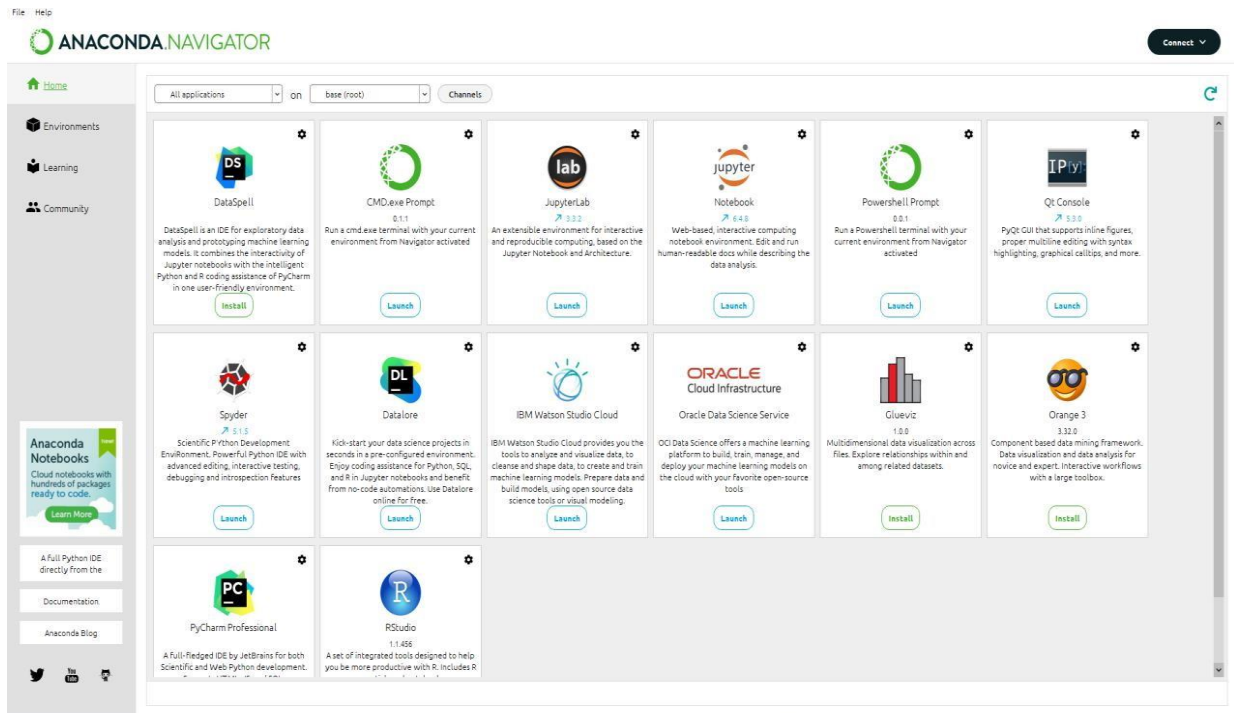 File Help
ANACONDA.NAVIGATOR
Connect
Home
Environments
Learning
Community
All applications on base (root) Channels
DS
DataSpell
DataSpell is an IDE for exploratory data
analysis and prototyping machine learning
models. It combines the interactivity of
Jupyter notebooks with the intelligent
Python and R coding assistance of PyCharm
in one user-friendly environment.
Install
CMD.exe Prompt
0.1.1
Run a cmd.exe terminal with your current
environment from Navigator activated
Launch
lab
JupyterLab
3.3.2
An extensible environment for interactive
and reproducible computing, based on the
Jupyter Notebook and Architecture.
Launch
jupyter
Notebook
6.4.8
Web-based, interactive computing
notebook environment. Edit and run
human-readable docs while describing the
data analysis.
Launch
Powershell Prompt
0.0.1
Run a Powershell terminal with your
current environment from Navigator
activated
Launch
IP[y]:
Qt Console
5.3.0
PyQt GUI that supports inline figures,
proper multiline editing with syntax
highlighting, graphical calltips, and more.
Launch
Spyder
5.1.5
Scientific PYthon Development
EnviRonment. Powerful Python IDE with
advanced editing, interactive testing,
debugging and introspection features
Launch
DL
Datalore
Kick-start your data science projects in
seconds in a pre-configured environment.
Enjoy coding assistance for Python, SQL,
and R in Jupyter notebooks and benefit
from no-code automations. Use Datalore
online for free.
Launch
IBM Watson Studio Cloud
IBM Watson Studio Cloud provides you the
tools to analyze and visualize data, to
cleanse and shape data, to create and train
machine learning models. Prepare data and
build models, using open source data
science tools or visual modeling.
Launch
ORACLE
Cloud Infrastructure
Oracle Data Science Service
OCI Data Science offers a machine learning
platform to build, train, manage, and
deploy your machine learning models on
the cloud with your favorite open-source
tools
Launch
Glueviz
1.0.0
Multidimensional data visualization across
files. Explore relationships within and
among related datasets.
Install
Orange 3
3.32.0
Component based data mining framework.
Data visualization and data analysis for
novice and expert. Interactive workflows
with a large toolbox.
Install
PC
PyCharm Professional
A full-fledged IDE by JetBrains for both
Scientific and Web Python development.
R
RStudio
1.1.456
A set of integrated tools designed to help
you be more productive with R. Includes R
Anaconda
Notebooks
Cloud notebooks with
hundreds of packages
ready to code.
Learn More
A full Python IDE
directly from the
Documentation
Anaconda Blog
You
Tube